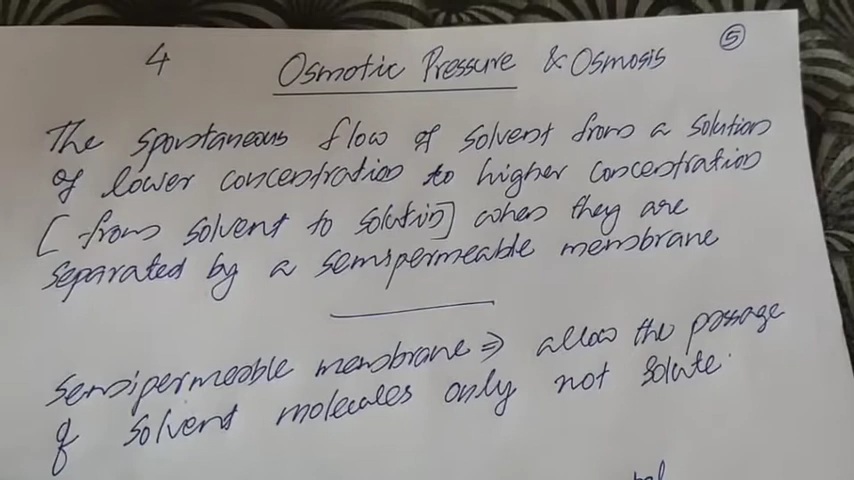 4 Osmotic Pressure & Osmosis 5
The spontaneous flow of solvent from a solution
of lower concentration to higher concentration
[from solvent to solution] when they are
separated by a semipermeable membrane
Semipermeable membrane ⇒ allow the passage
of solvent molecules only not solute.